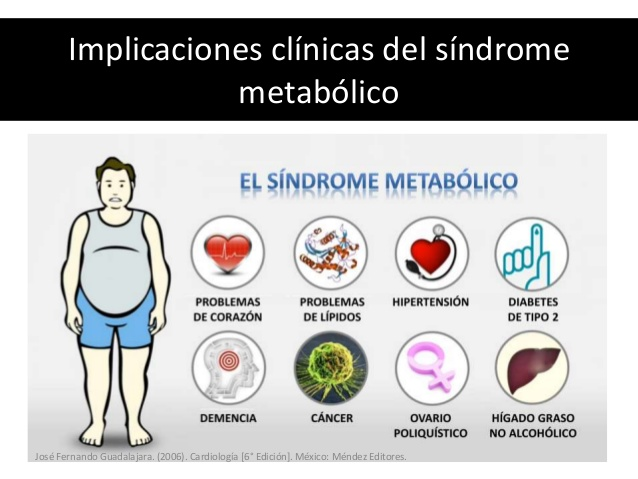 Implicaciones clínicas del síndrome
metabólico
EL SÍNDROME METABÓLICO
PROBLEMAS
DE CORAZÓN
PROBLEMAS
DE LÍPIDOS
HIPERTENSIÓN
DIABETES
DE TIPO 2
DEMENCIA
CÁNCER
OVARIO
POLIQUÍSTICO
HÍGADO GRASO
NO ALCOHÓLICO
José Fernando Guadalajara. (2006). Cardiología [6° Edición]. México: Méndez Editores.